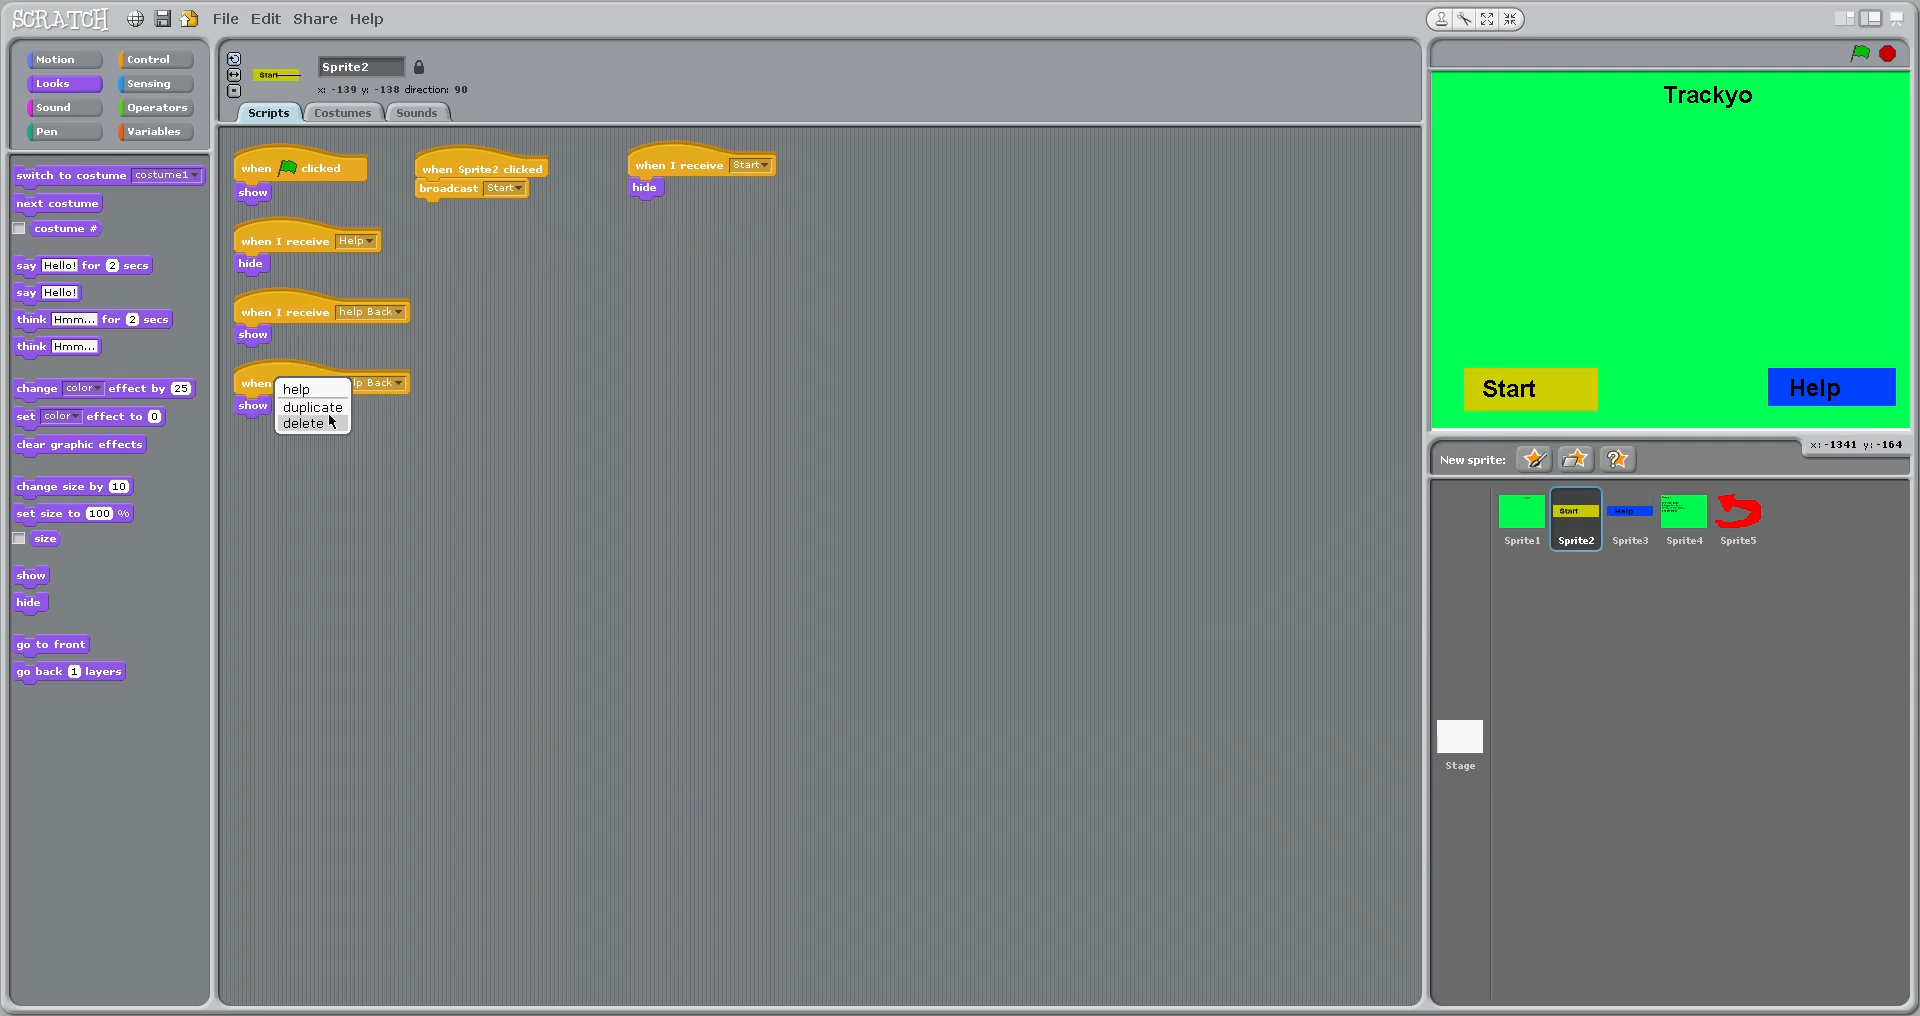 SCRATCH File Edit Share Help
Motion Control
Looks Sensing
Sound Operators
Pen Variables
switch to costume costume1
next costume
costume #
say Hello! for 2 secs
say Hello!
think Hmm... for 2 secs
think Hmm...
change color effect by 25
set color effect to 0
clear graphic effects
change size by 10
set size to 100 %
size
show
hide
go to front
go back 1 layers
Start
Sprite2
x: -139 y: -138 direction: 90
Scripts Costumes Sounds
when clicked
show
when I receive Help
hide
when I receive help Back
show
when lp Back
show
help
duplicate
delete
when Sprite2 clicked
broadcast Start
when I receive Start
hide
Trackyo
Start Help
x: -1341 y: -164
New sprite:
Start Help
Sprite1 Sprite2 Sprite3 Sprite4 Sprite5
Stage